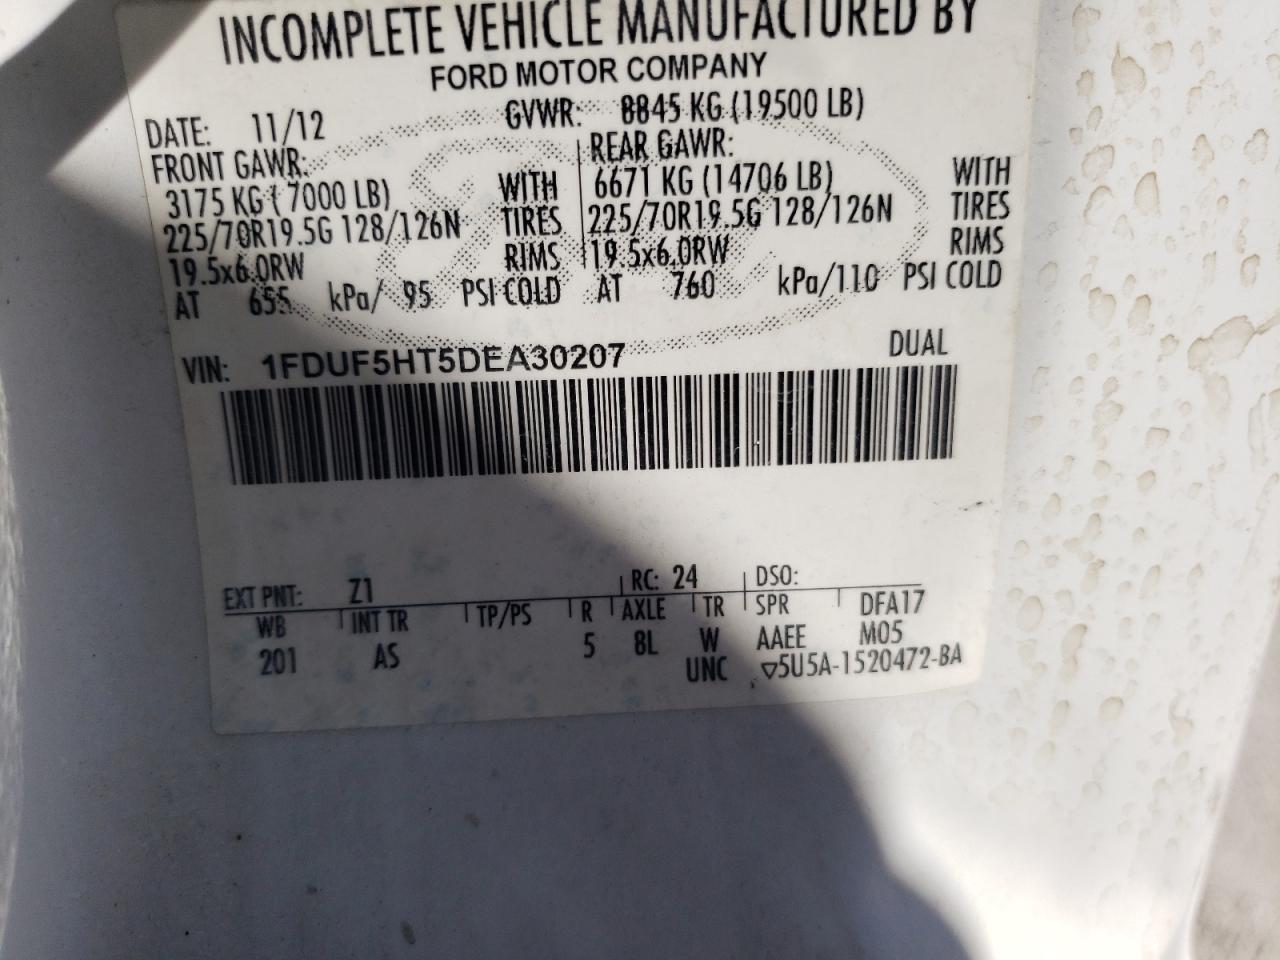 INCOMPLETE VEHICLE MANUFACTURED BY
FORD MOTOR COMPANY
DATE: 11/12 GVWR: 8845 KG (19500 LB)
FRONT GAWR: REAR GAWR:
3175 KG ( 7000 LB) WITH 6671 KG (14706 LB) WITH
225/70R19.5G 128/126N TIRES 225/70R19.5G 128/126N TIRES
19.5x6.0RW RIMS 19.5x6.0RW RIMS
AT 655 kPa/ 95 PSI COLD AT 760 kPa/110 PSI COLD
VIN: 1FDUF5HT5DEA30207 DUAL
EXT PNT: Z1 RC: 24 DSO:
WB INT TR TP/PS R AXLE TR SPR DFA17
201 AS 5 8L W AAEE M05
UNC ▽5U5A-1520472-BA